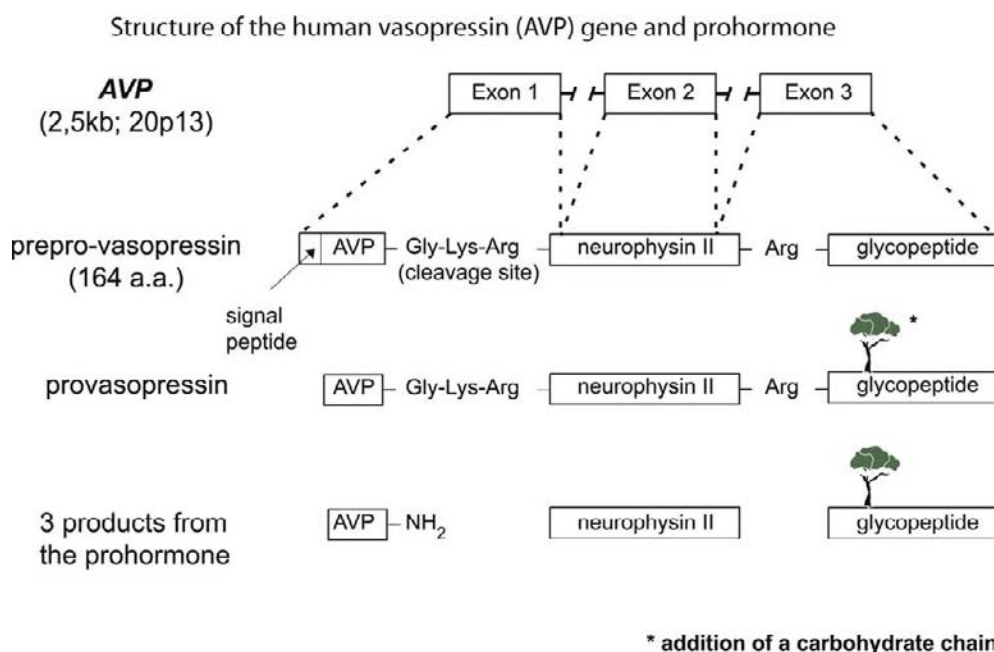 Structure of the human vasopressin (AVP) gene and prohormone
AVP
(2,5kb; 20p13)
Exon 1
Exon 2
Exon 3
prepro-vasopressin
(164 a.a.)
AVP
Gly-Lys-Arg
(cleavage site)
neurophysin II
Arg
glycopeptide
signal
peptide
*
provasopressin
AVP
Gly-Lys-Arg
neurophysin II
Arg
glycopeptide
3 products from
the prohormone
AVP
NH2
neurophysin II
glycopeptide
* addition of a carbohydrate chain